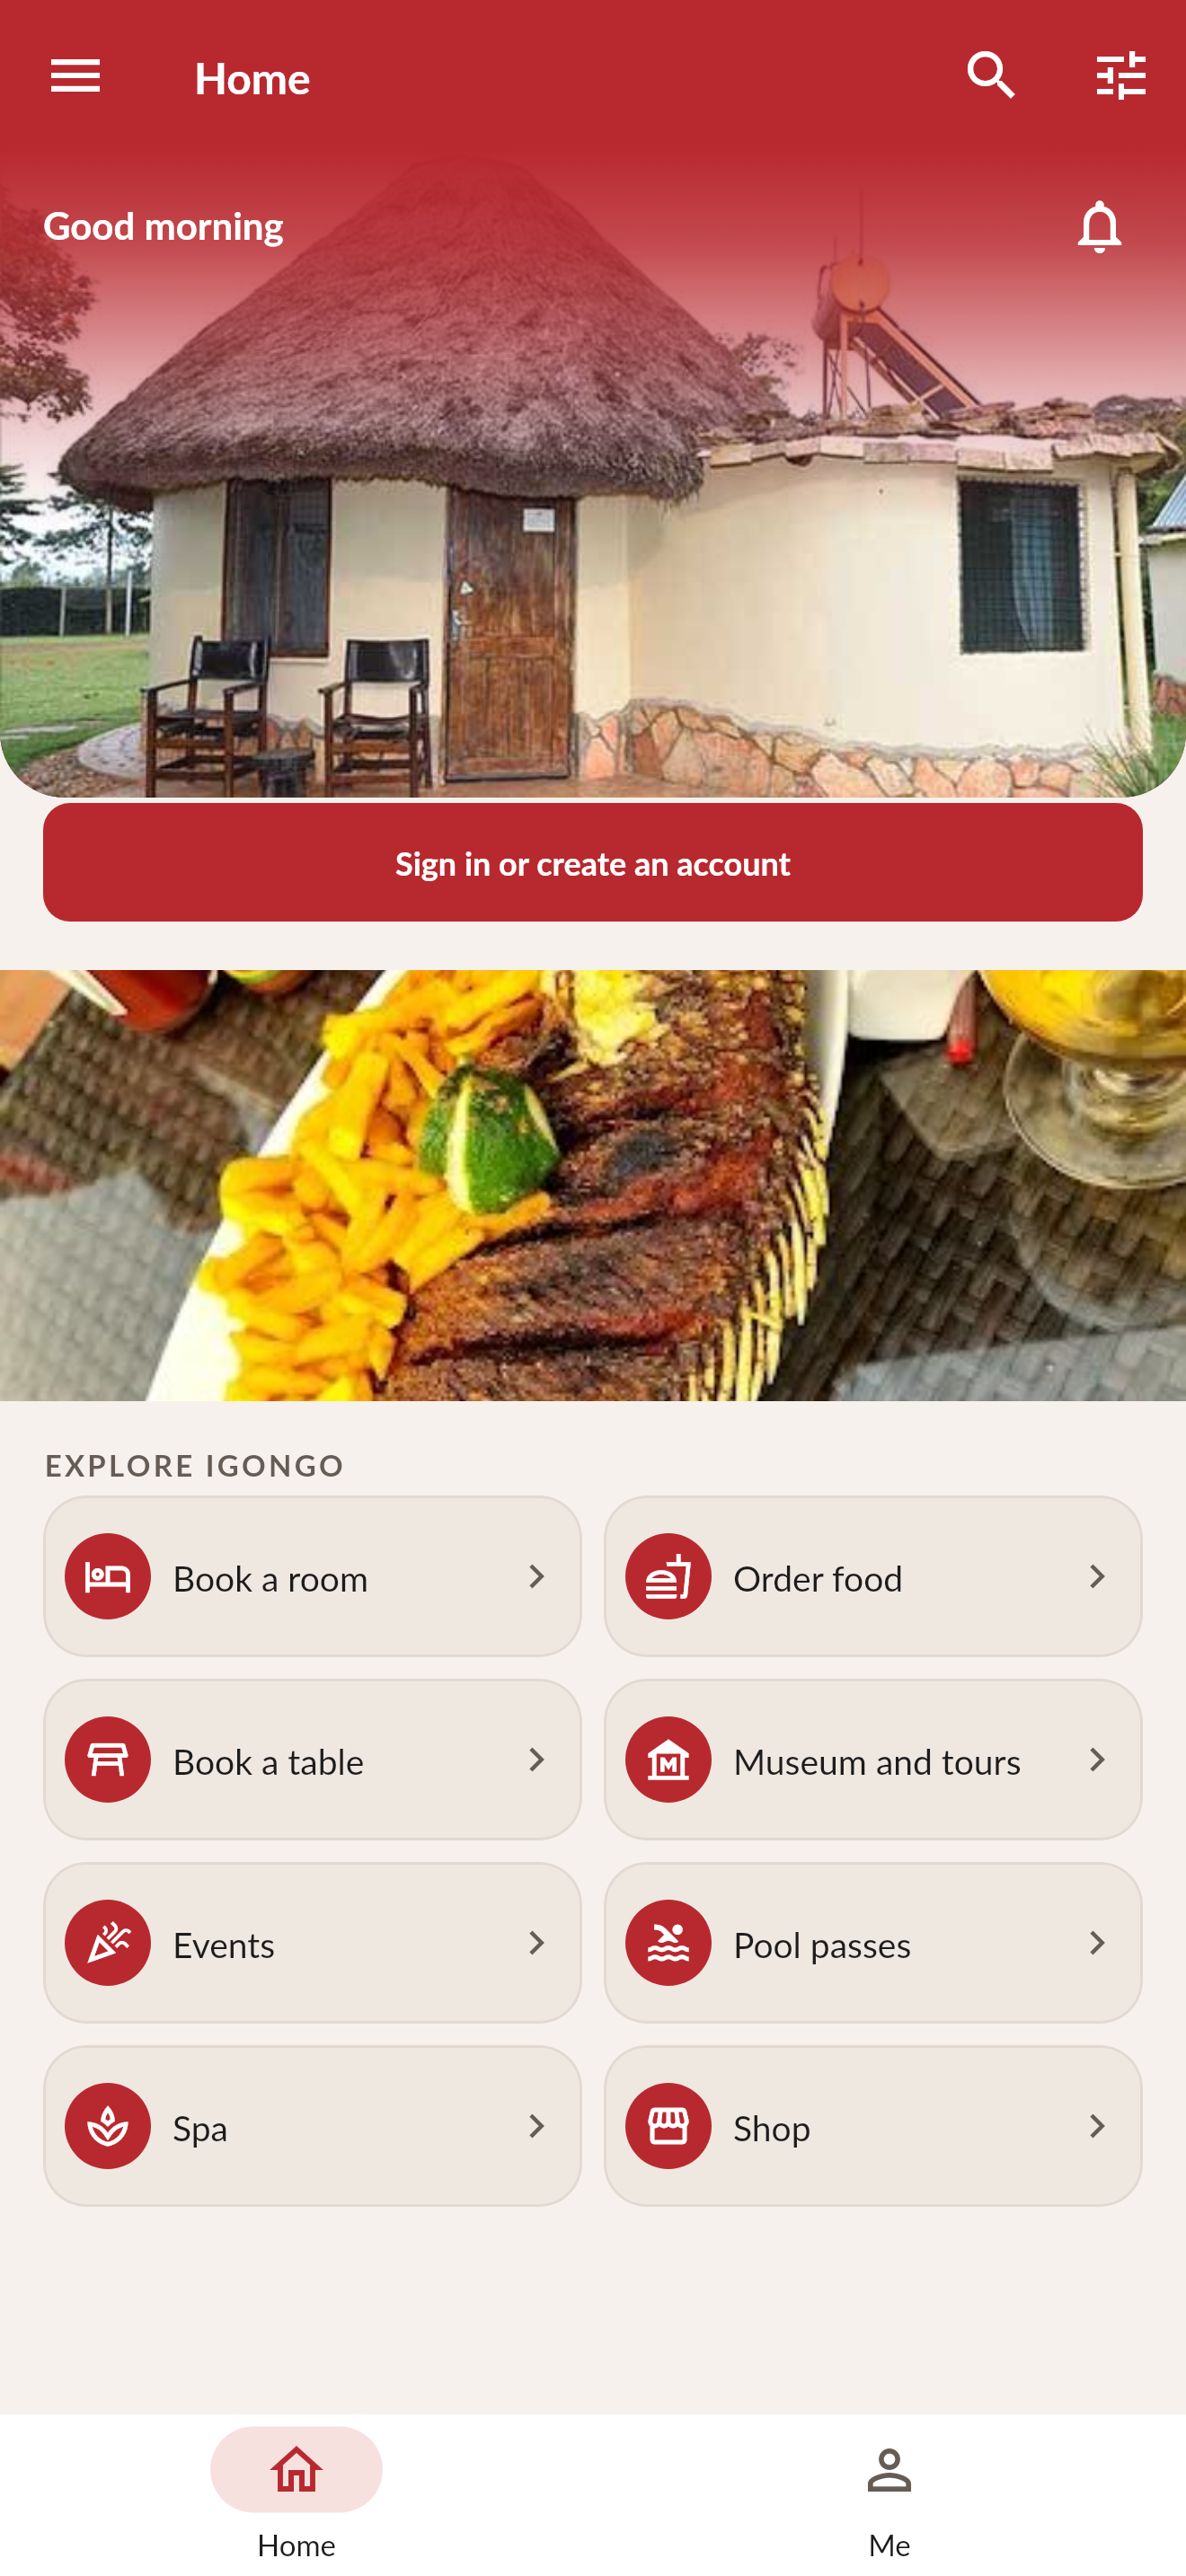 Home
Good morning
Sign in or create an account
EXPLORE IGONGO
Book a room
Order food
Book a table
Museum and tours
Events
Pool passes
Spa
Shop
Home
Me